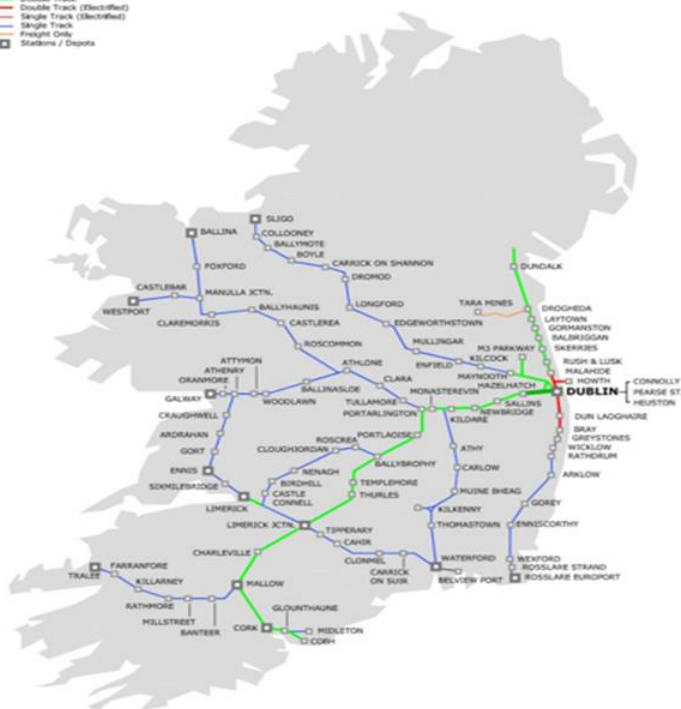 Double Track (Electrified)
Single Track (Electrified)
Single Track
Freight Only
Stations / Depots
SLIGO
BALLINA
COLLOONEY
BALLYMOTE
BOYLE
CARRICK ON SHANNON
FOXFORD
DROMOD
DUNDALK
CASTLEBAR
MANULLA JCTN.
WESTPORT
BALLYHAUNIS
LONGFORD
TARA MINES
DROGHEDA
CLAREMORRIS
CASTLEREA
EDGEWORTHSTOWN
LAYTOWN
GORMANSTON
BALBRIGGAN
ROSCOMMON
MULLINGAR
M3 PARKWAY
SKERRIES
ATTYMON
ATHENRY
ORANMORE
ATHLONE
ENFIELD
KILCOCK
RUSH & LUSK
MAYNOOTH
MALAHIDE
HOWTH
BALLINASLOE
CLARA
MONASTEREVIN
HAZELHATCH
DUBLIN
CONNOLLY
PEARSE ST.
HEUSTON
GALWAY
WOODLAWN
TULLAMORE
SALLINS
CRAUGHWELL
PORTARLINGTON
NEWBRIDGE
KILDARE
DUN LAOGHAIRE
ARDRAHAN
ROSCREA
PORTLAOISE
BRAY
GREYSTONES
GORT
CLOUGHJORDAN
ATHY
WICKLOW
RATHDRUM
ENNIS
NENAGH
BALLYBROPHY
CARLOW
ARKLOW
SIXMILEBRIDGE
BIRDHILL
TEMPLEMORE
CASTLE
CONNELL
THURLES
MUINE BHEAG
LIMERICK
KILKENNY
GOREY
LIMERICK JCTN.
TIPPERARY
THOMASTOWN
ENNISCORTHY
CAHIR
CHARLEVILLE
CLONMEL
WATERFORD
WEXFORD
FARRANFORE
CARRICK
ON SUIR
ROSSLARE STRAND
TRALEE
BELVIEW PORT
ROSSLARE EUROPORT
KILLARNEY
MALLOW
RATHMORE
GLOUNTHAUNE
MILLSTREET
BANTEER
CORK
MIDLETON
COBH